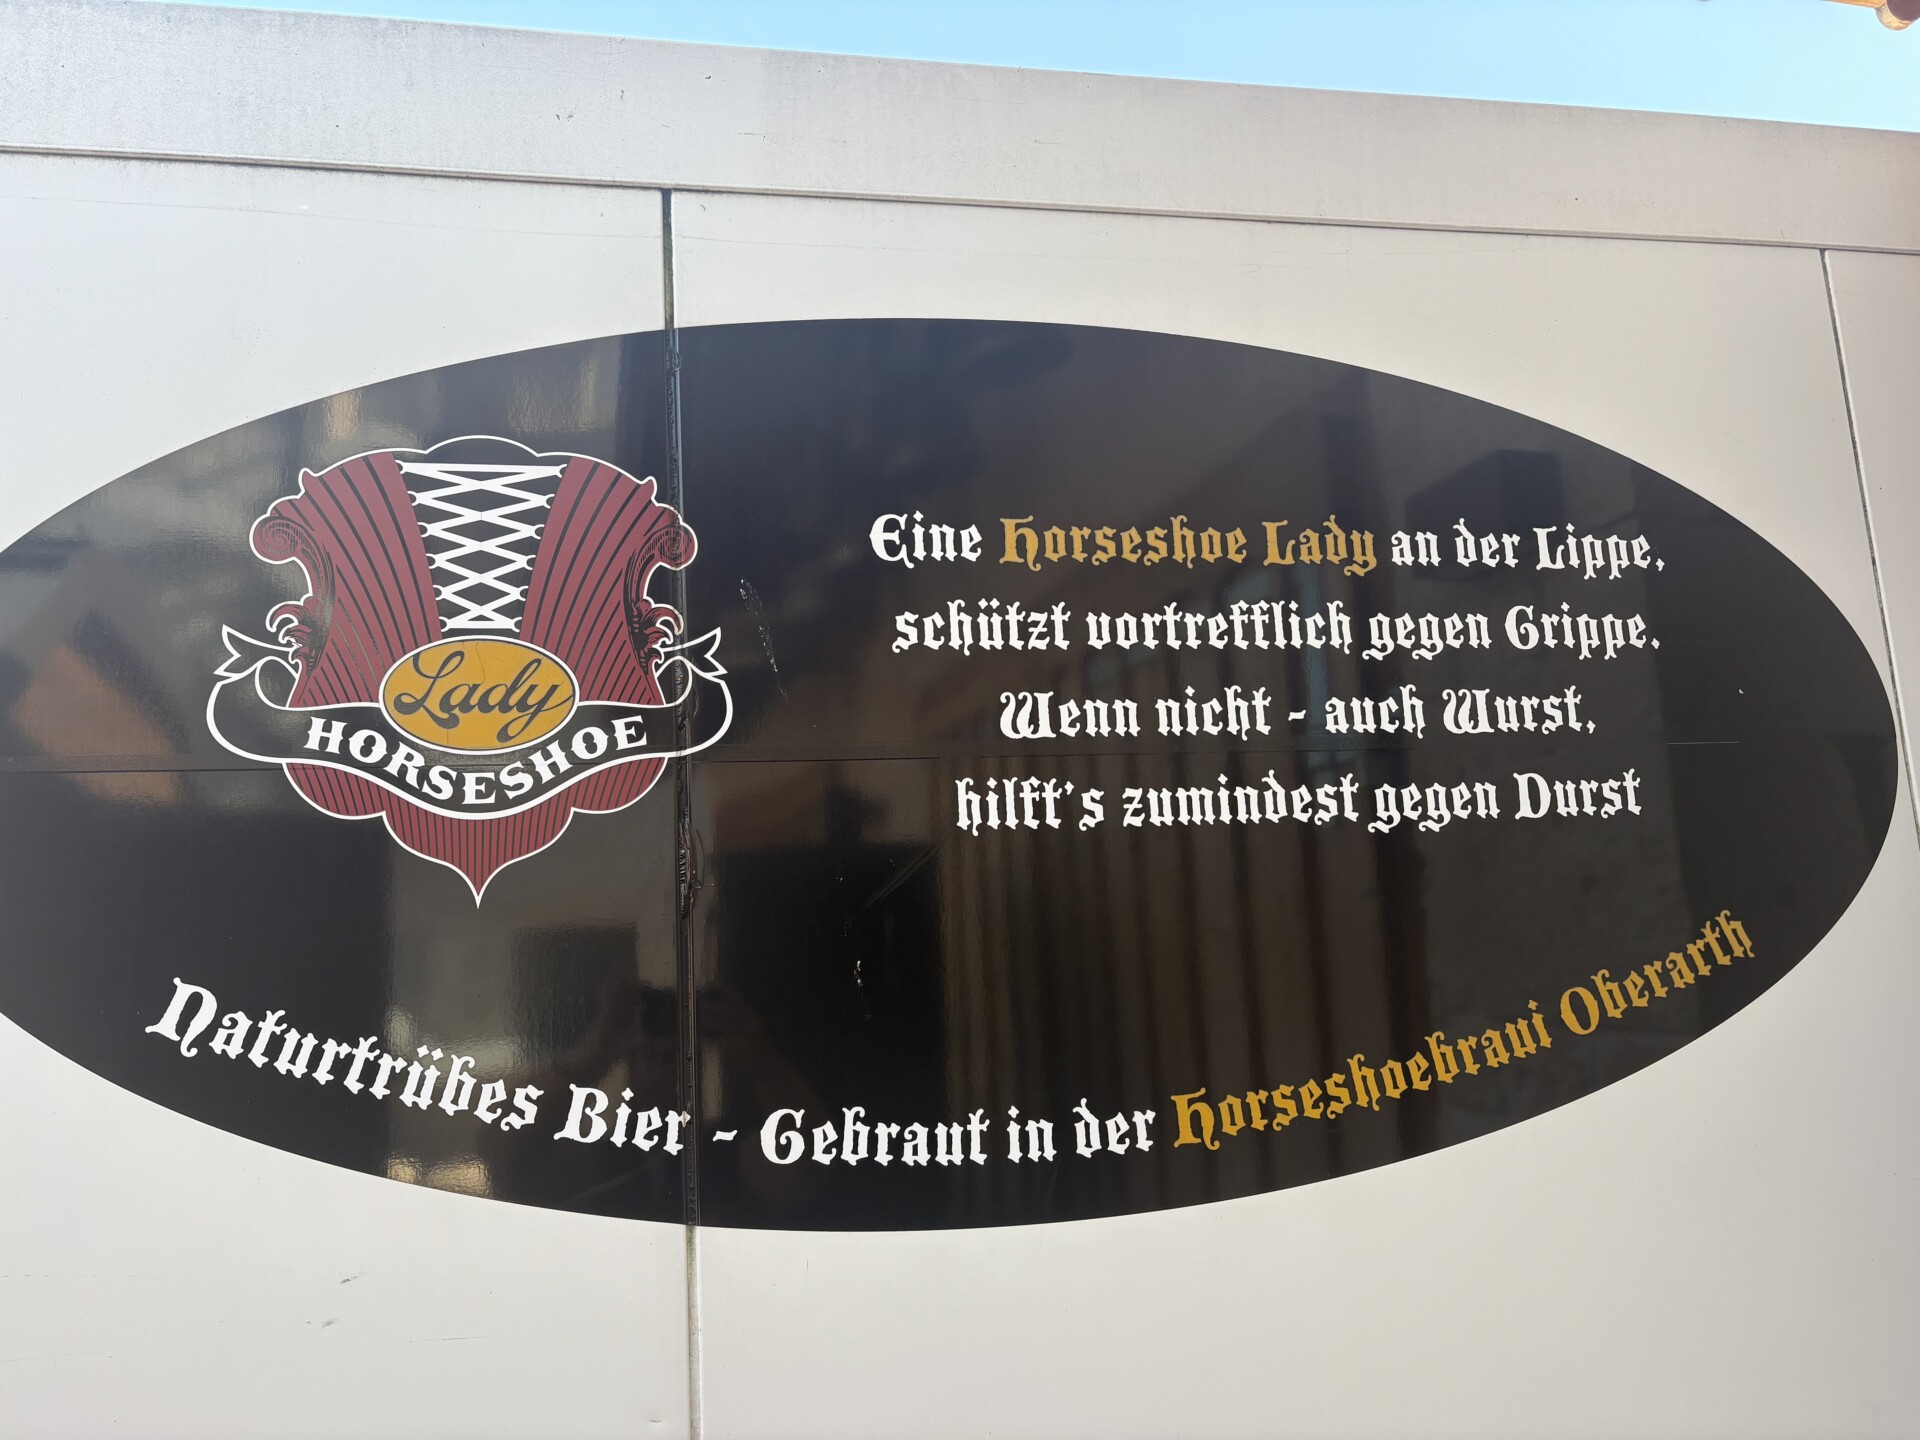 Lady
HORSESHOE
Eine Horseshoe Lady an der Lippe,
schützt vortrefflich gegen Grippe.
Wenn nicht - auch Wurst,
hilft's zumindest gegen Durst
Naturtrübes Bier - Gebraut in der Horseshoebraui Oberarth